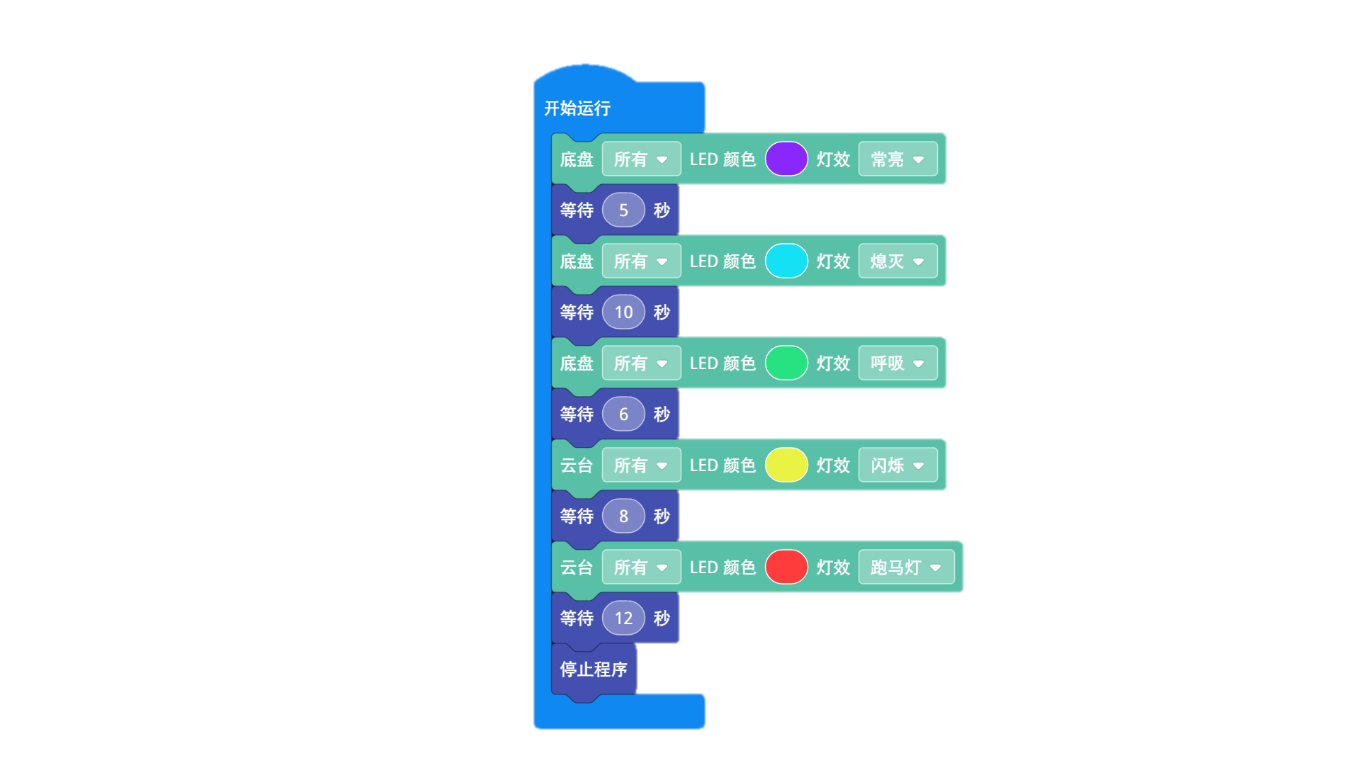 开始运行
底盘 所有 LED 颜色 灯效 常亮
等待 5 秒
底盘 所有 LED 颜色 灯效 熄灭
等待 10 秒
底盘 所有 LED 颜色 灯效 呼吸
等待 6 秒
云台 所有 LED 颜色 灯效 闪烁
等待 8 秒
云台 所有 LED 颜色 灯效 跑马灯
等待 12 秒
停止程序